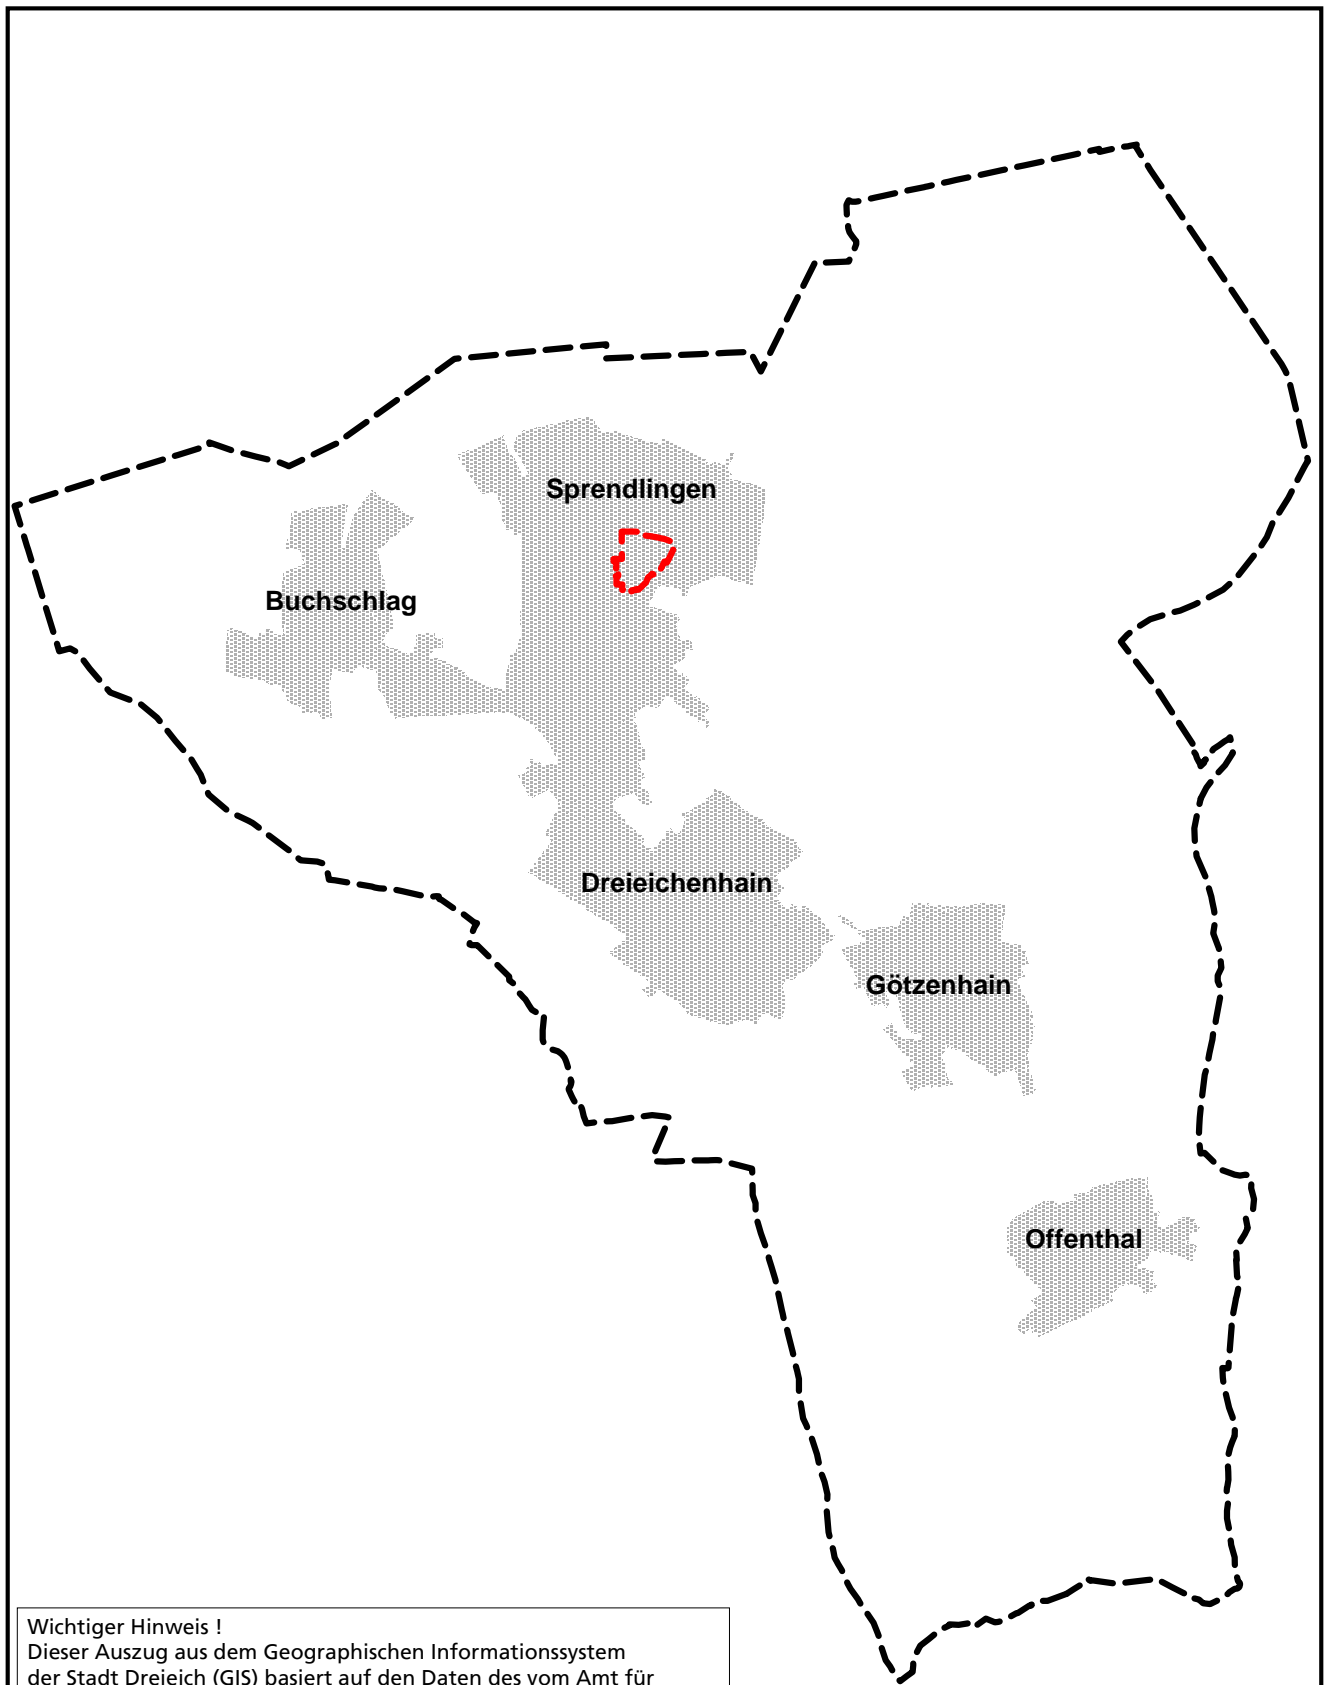 Sprendlingen
Buchschlag
Dreieichenhain
Götzenhain
Offenthal
Wichtiger Hinweis !
Dieser Auszug aus dem Geographischen Informationssystem
der Stadt Dreieich (GIS) basiert auf den Daten des vom Amt für